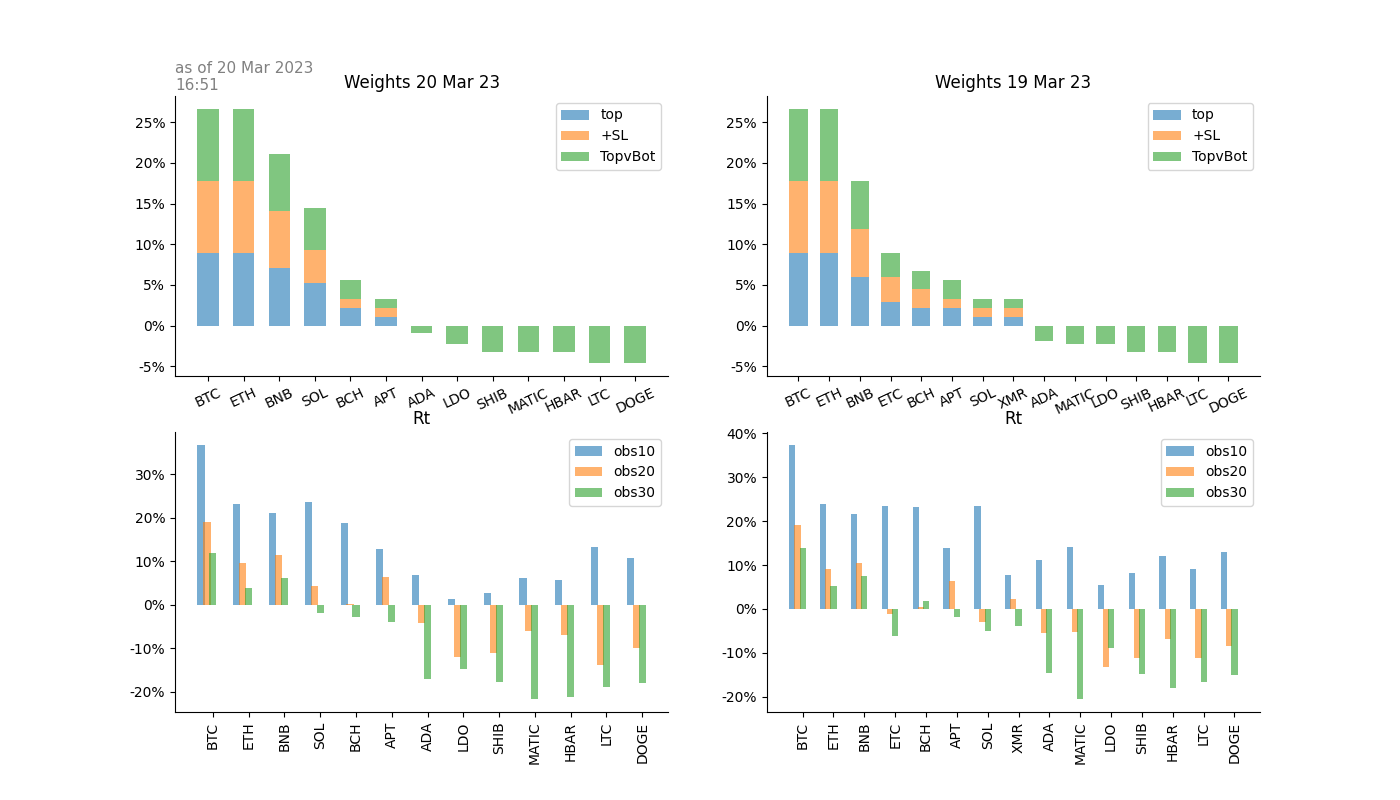 as of 20 Mar 2023
16:51
Weights 20 Mar 23
25%
20%
15%
10%
5%
0%
-5%
top
+SL
TopvBot
BTC
ETH
BNB
SOL
BCH
APT
ADA
LDO
SHIB
MATIC
HBAR
LTC
DOGE
Weights 19 Mar 23
25%
20%
15%
10%
5%
0%
-5%
top
+SL
TopvBot
BTC
ETH
BNB
ETC
BCH
APT
SOL
XMR
ADA
MATIC
LDO
SHIB
HBAR
LTC
DOGE
Rt
30%
20%
10%
0%
-10%
-20%
obs10
obs20
obs30
BTC
ETH
BNB
SOL
BCH
APT
ADA
LDO
SHIB
MATIC
HBAR
LTC
DOGE
Rt
40%
30%
20%
10%
0%
-10%
-20%
obs10
obs20
obs30
BTC
ETH
BNB
ETC
BCH
APT
SOL
XMR
ADA
MATIC
LDO
SHIB
HBAR
LTC
DOGE